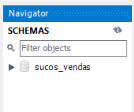 Navigator
SCHEMAS
Filter objects
sucos_vendas